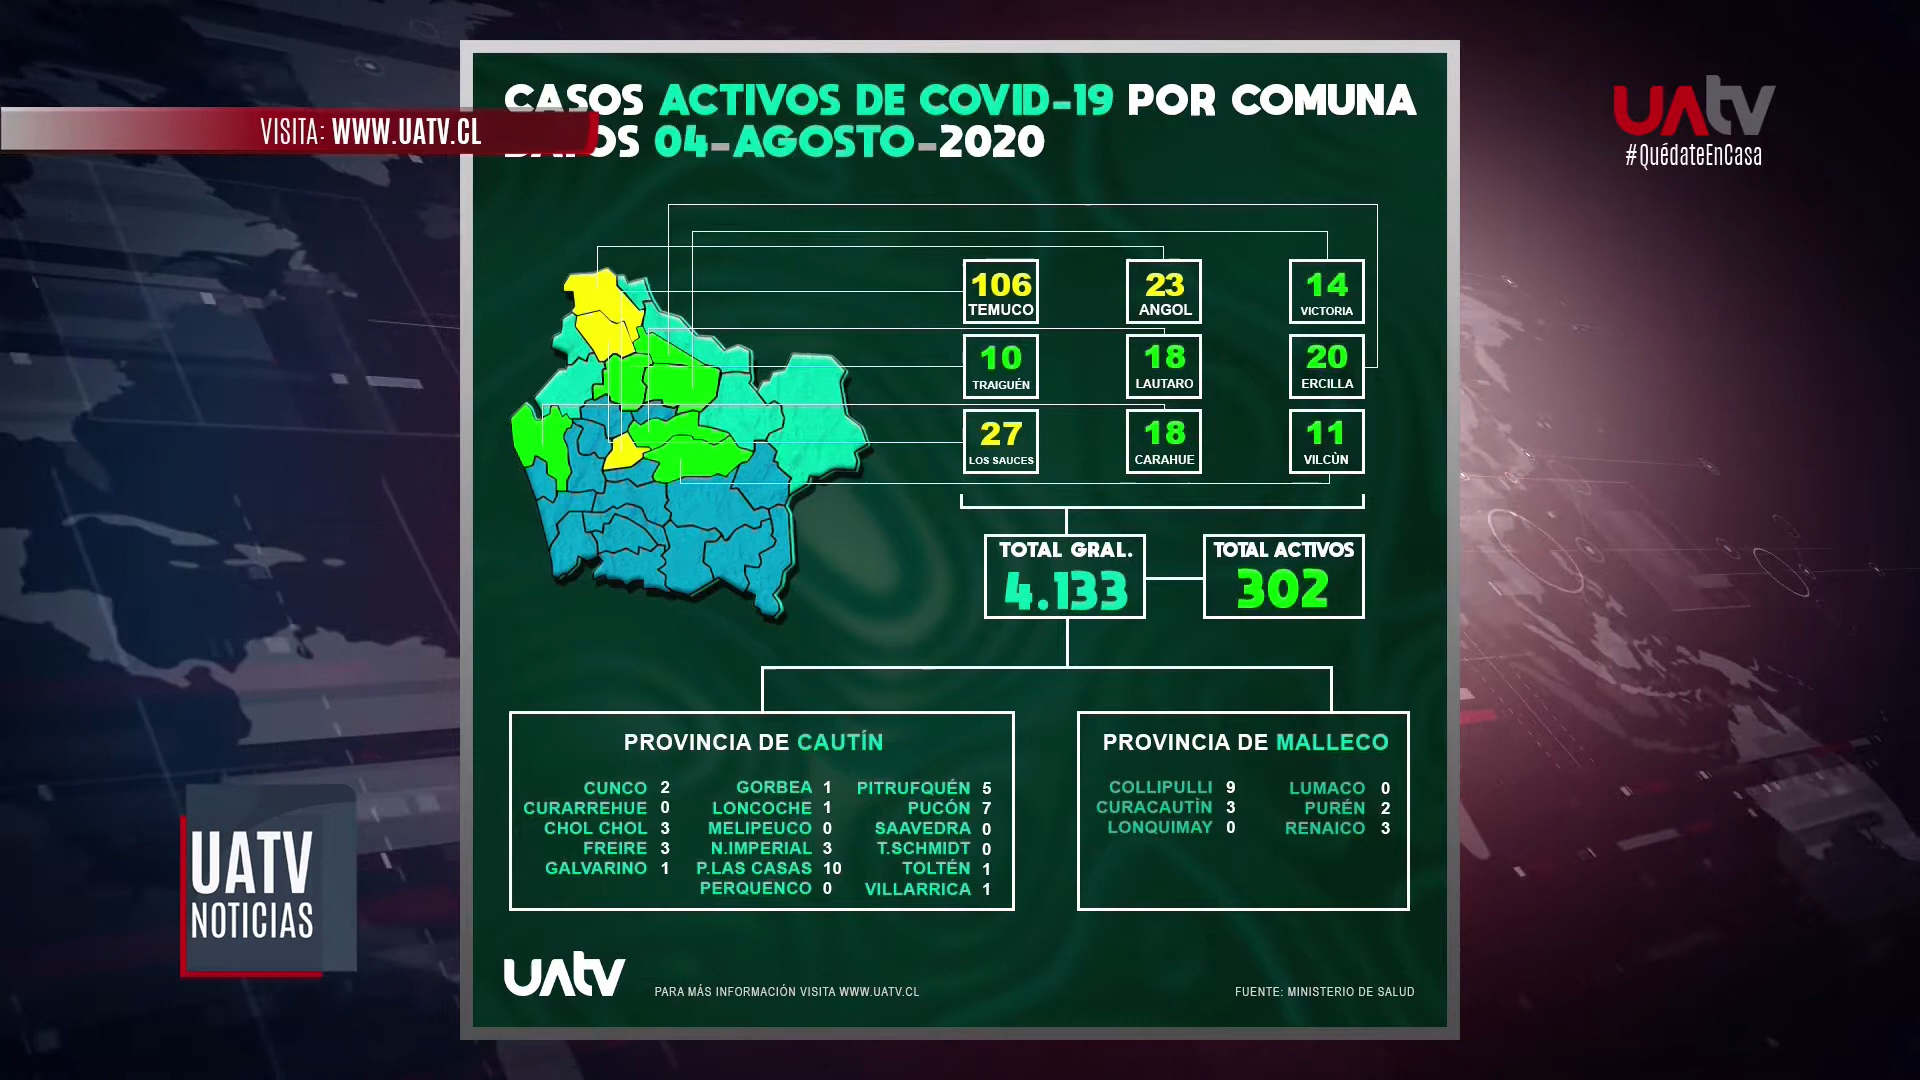 CASOS ACTIVOS DE COVID-19 POR COMUNA
VISITA: WWW.UATV.CL
04-AGOSTO-2020
UATV
#QuédateEnCasa
106
TEMUCO
23
ANGOL
14
VICTORIA
10
TRAIGUÉN
18
LAUTARO
20
ERCILLA
27
LOS SAUCES
18
CARAHUE
11
VILCÙN
TOTAL GRAL.
4.133
TOTAL ACTIVOS
302
PROVINCIA DE CAUTÍN
CUNCO 2
CURARREHUE 0
CHOL CHOL 3
FREIRE 3
GALVARINO 1
GORBEA 1
LONCOCHE 1
MELIPEUCO 0
N.IMPERIAL 3
P.LAS CASAS 10
PERQUENCO 0
PITRUFQUÉN 5
PUCÓN 7
SAAVEDRA 0
T.SCHMIDT 0
TOLTÉN 1
VILLARRICA 1
PROVINCIA DE MALLECO
COLLIPULLI 9
CURACAUTÌN 3
LONQUIMAY 0
LUMACO 0
PURÉN 2
RENAICO 3
UATV
NOTICIAS
UATV
PARA MÁS INFORMACIÓN VISITA WWW.UATV.CL
FUENTE: MINISTERIO DE SALUD